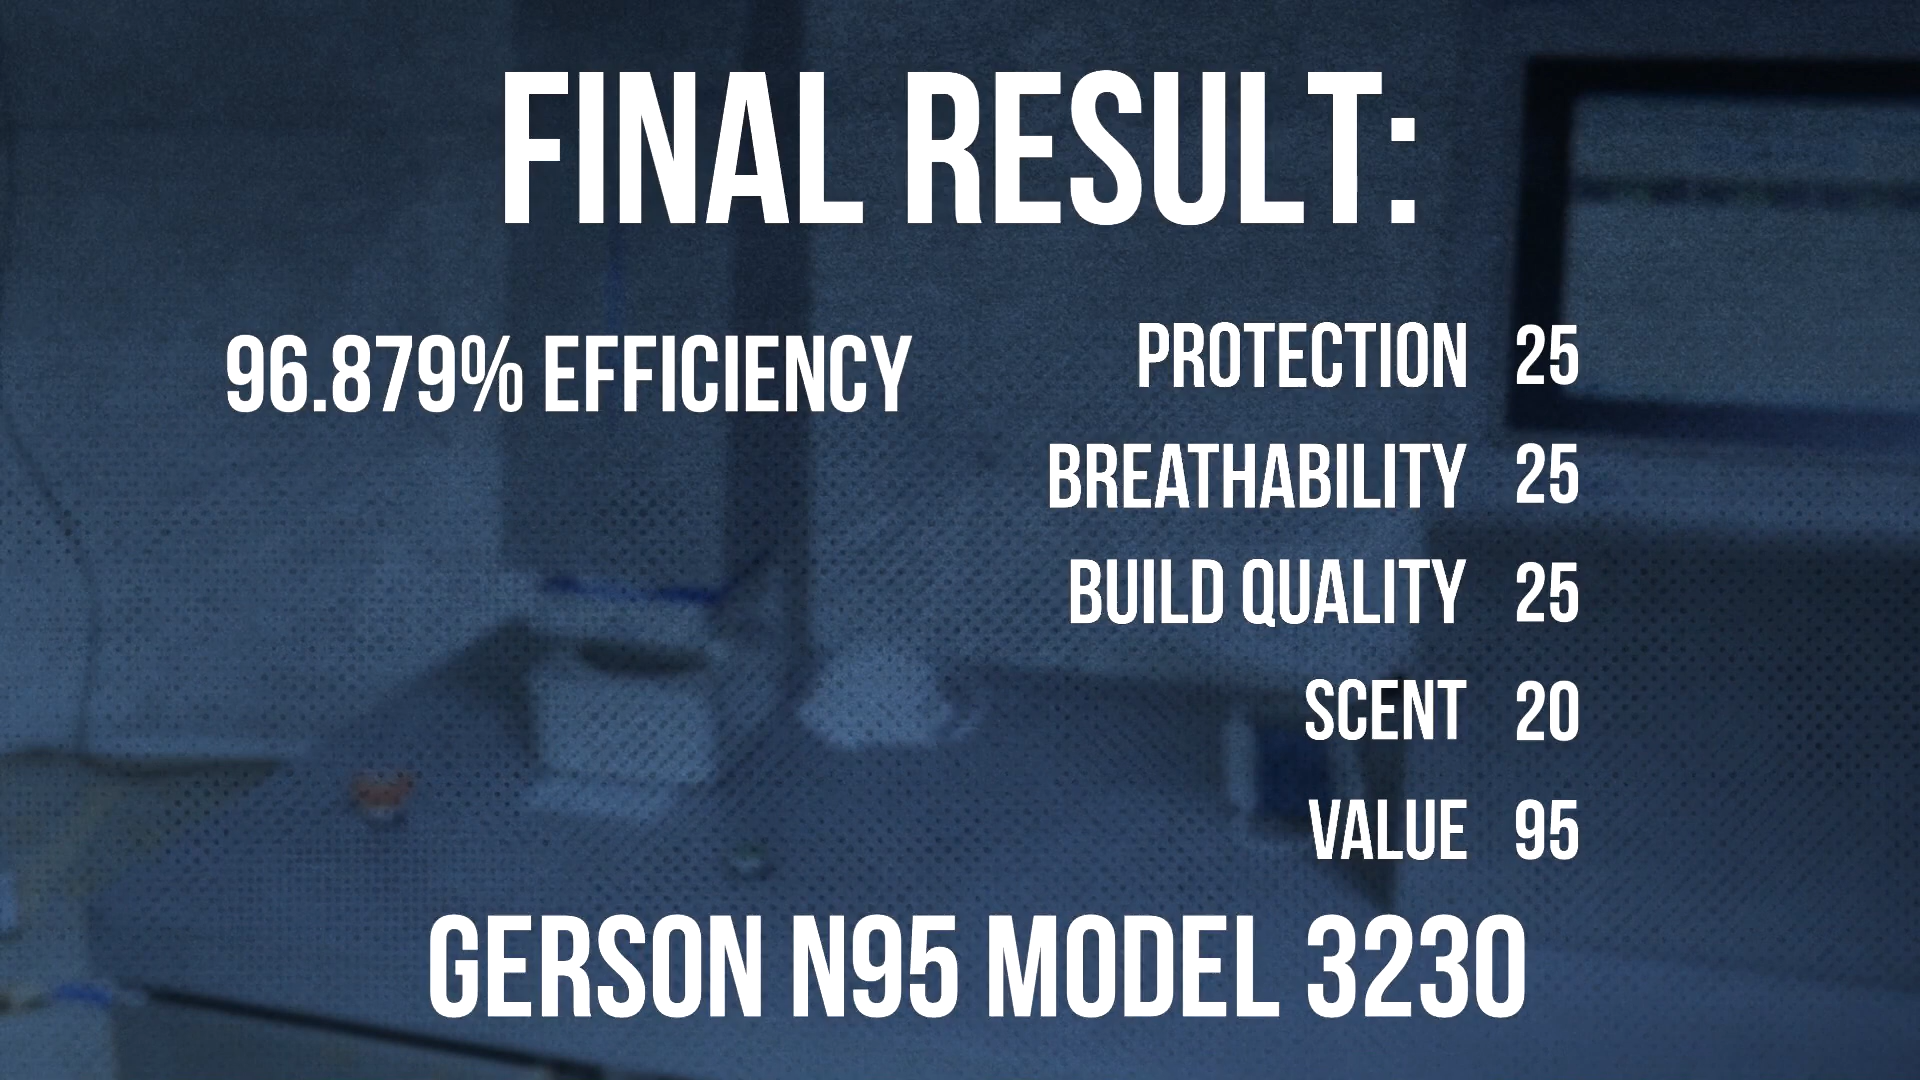 FINAL RESULT:
96.879% EFFICIENCY
PROTECTION 25
BREATHABILITY 25
BUILD QUALITY 25
SCENT 20
VALUE 95
GERSON N95 MODEL 3230